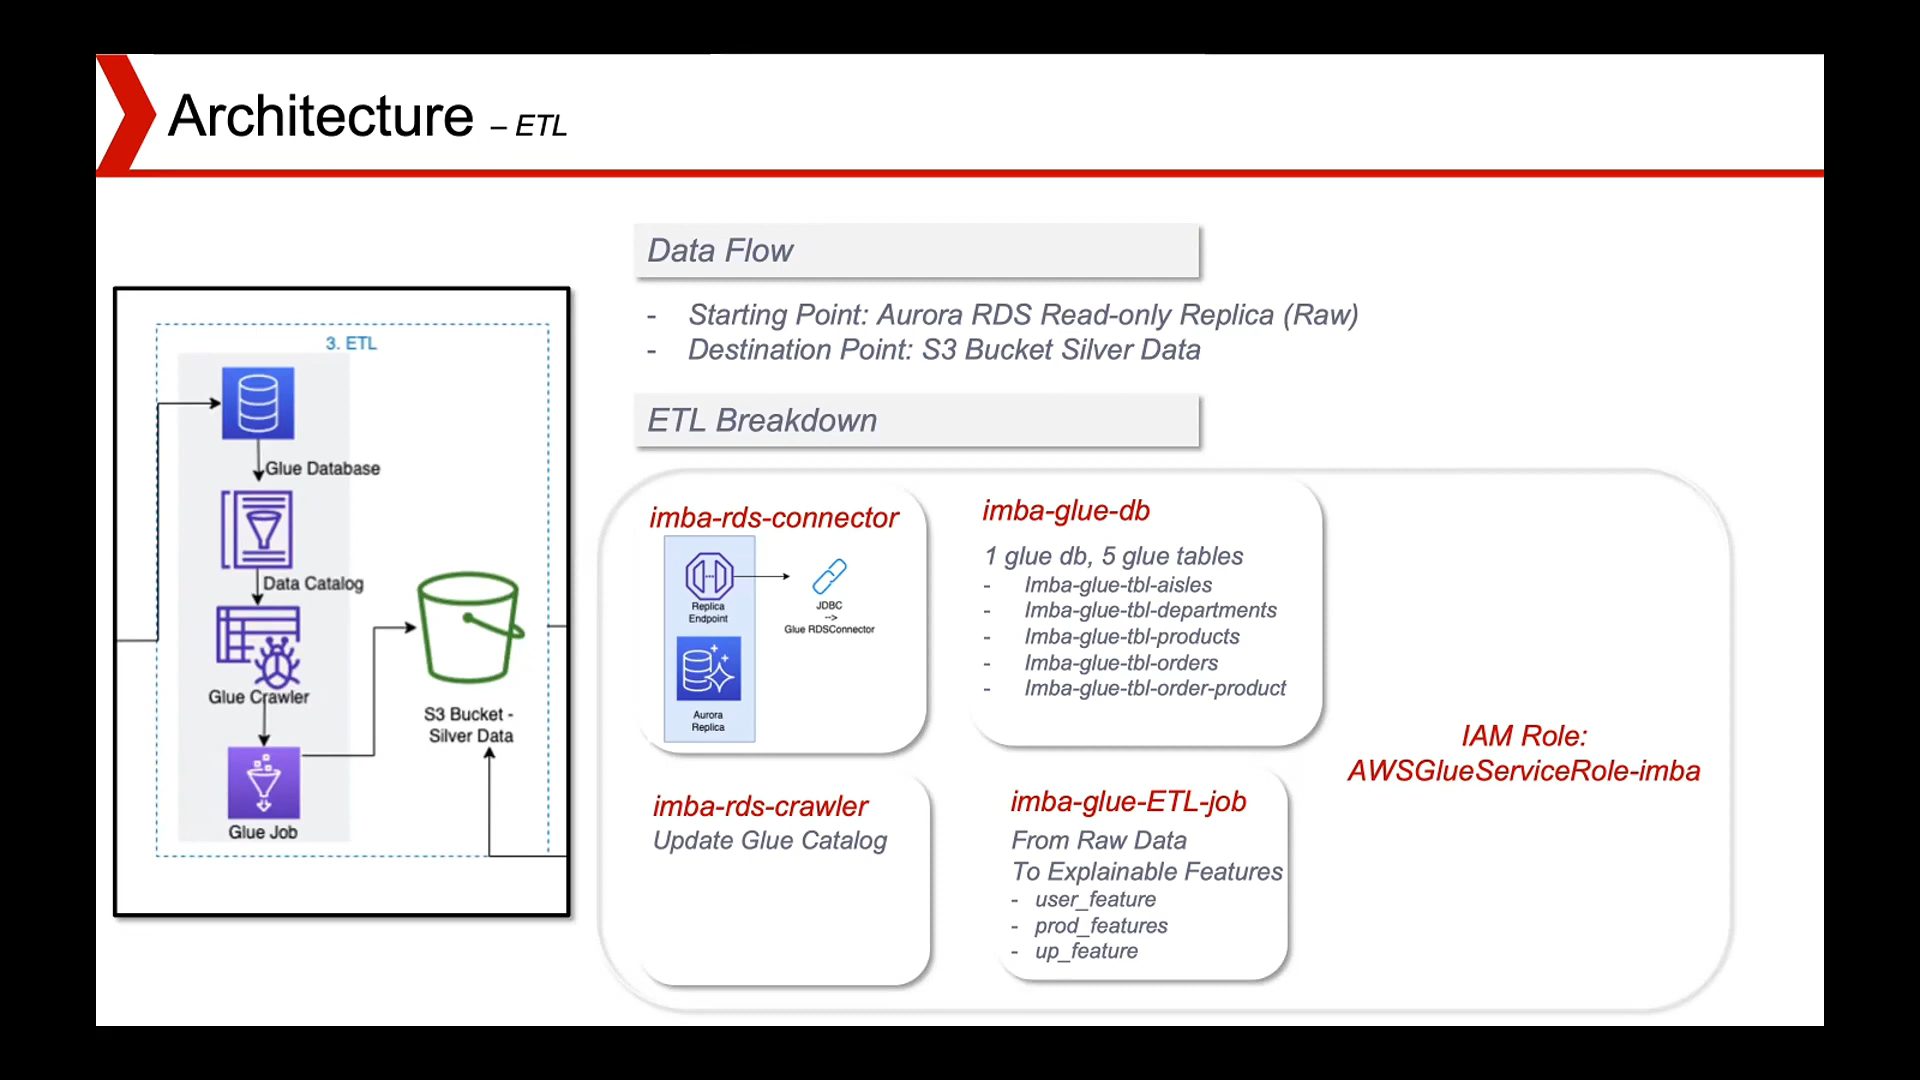 Architecture – ETL
3. ETL
Glue Database
Data Catalog
Glue Crawler
Glue Job
S3 Bucket -
Silver Data
Data Flow
- Starting Point: Aurora RDS Read-only Replica (Raw)
- Destination Point: S3 Bucket Silver Data
ETL Breakdown
imba-rds-connector
Replica
Endpoint
JDBC
-->
Glue RDSConnector
Aurora
Replica
imba-glue-db
1 glue db, 5 glue tables
- Imba-glue-tbl-aisles
- Imba-glue-tbl-departments
- Imba-glue-tbl-products
- Imba-glue-tbl-orders
- Imba-glue-tbl-order-product
imba-rds-crawler
Update Glue Catalog
imba-glue-ETL-job
From Raw Data
To Explainable Features
- user_feature
- prod_features
- up_feature
IAM Role:
AWSGlueServiceRole-imba